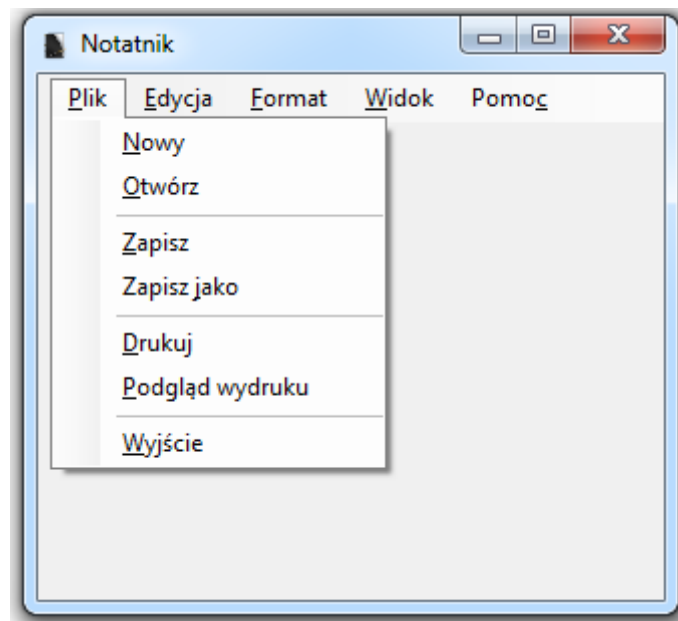 Notatnik
Plik Edycja Format Widok Pomoc
Nowy
Otwórz
Zapisz
Zapisz jako
Drukuj
Podgląd wydruku
Wyjście